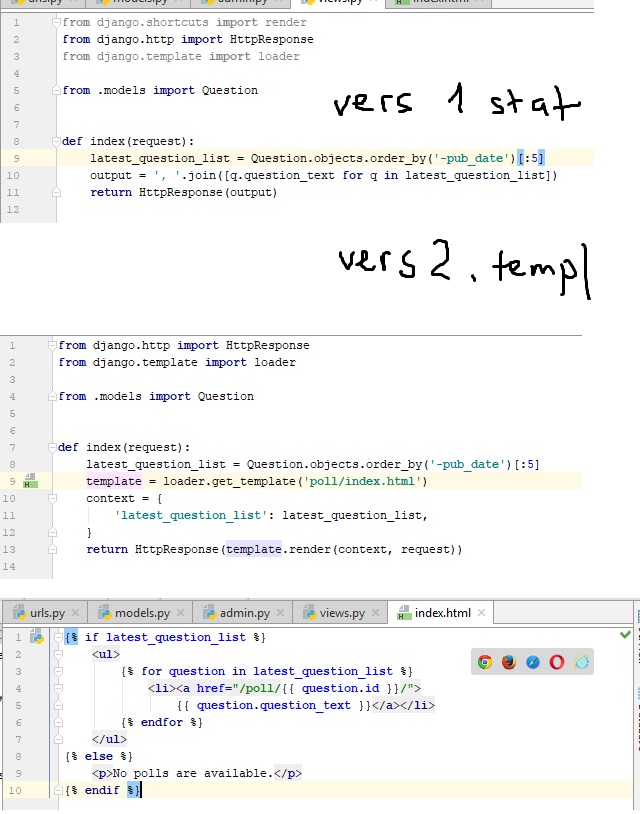 models.py
admin.py
views.py
index.html
1 from django.shortcuts import render
2 from django.http import HttpResponse
3 from django.template import loader
4
5 from .models import Question
6
7
8 def index(request):
9 latest_question_list = Question.objects.order_by('-pub_date')[:5]
10 output = ', '.join([q.question_text for q in latest_question_list])
11 return HttpResponse(output)
12
vers 1 stat
vers 2. templ
1 from django.http import HttpResponse
2 from django.template import loader
3
4 from .models import Question
5
6
7 def index(request):
8 latest_question_list = Question.objects.order_by('-pub_date')[:5]
9 template = loader.get_template('poll/index.html')
10 context = {
11 'latest_question_list': latest_question_list,
12 }
13 return HttpResponse(template.render(context, request))
14
urls.py models.py admin.py views.py index.html
1 {% if latest_question_list %}
2 <ul>
3 {% for question in latest_question_list %}
4 <li><a href="/poll/{{ question.id }}/">
5 {{ question.question_text }}</a></li>
6 {% endfor %}
7 </ul>
8 {% else %}
9 <p>No polls are available.</p>
10 {% endif %}